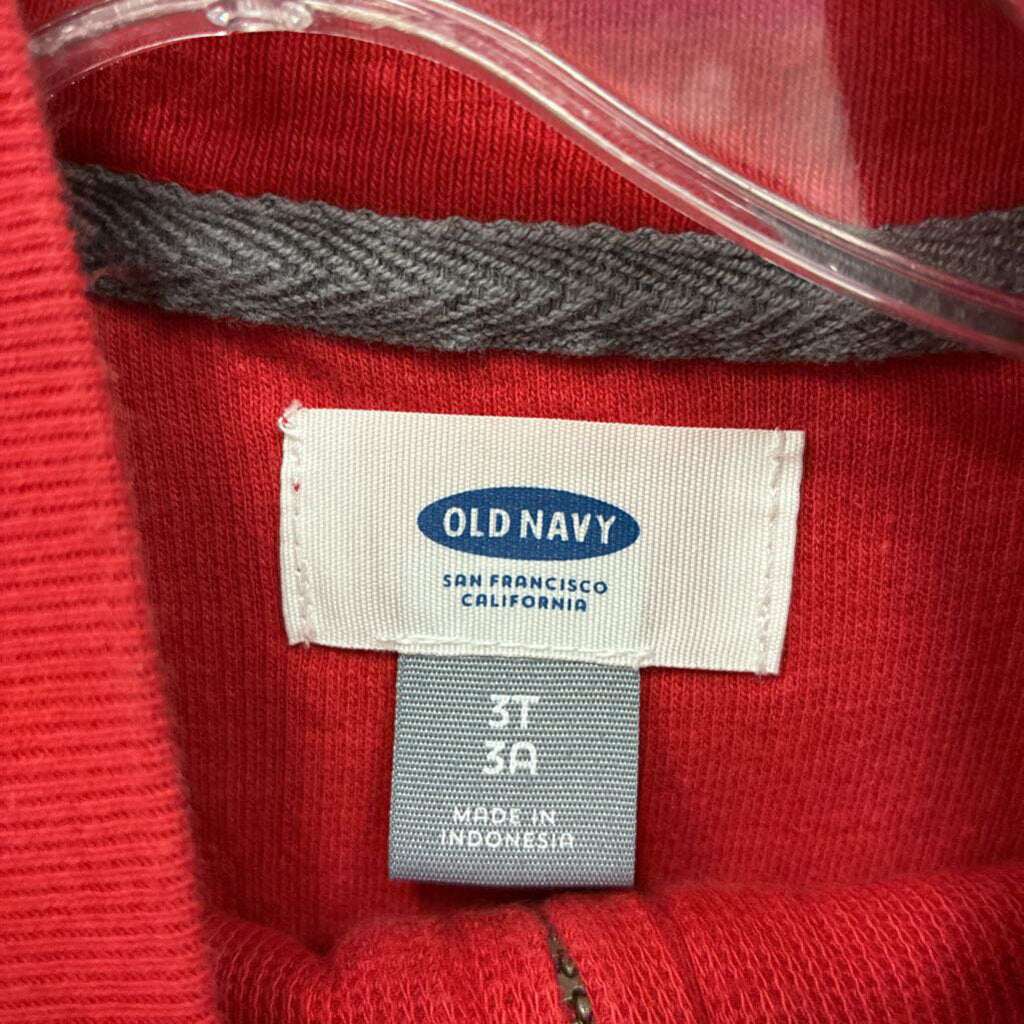 OLD NAVY
SAN FRANCISCO
CALIFORNIA
3T
3A
MADE IN
INDONESIA